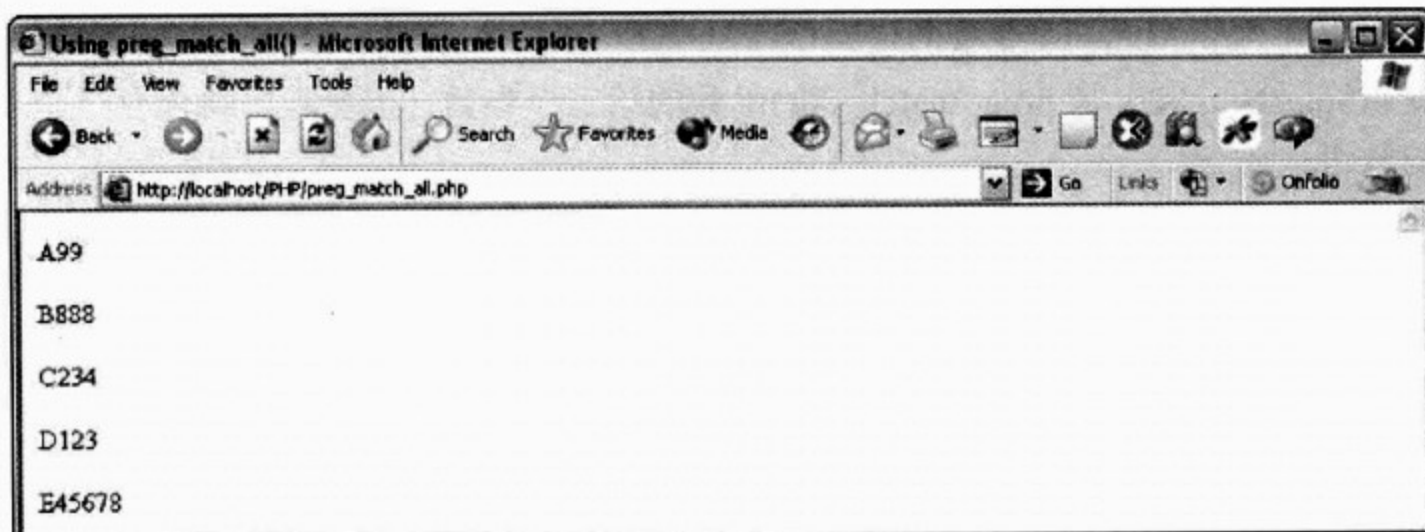 Using preg_match_all() - Microsoft Internet Explorer
File Edit View Favorites Tools Help
Back Search Favorites Media
Address http://localhost/PHP/preg_match_all.php Go Links Onfolio
A99
B888
C234
D123
E45678